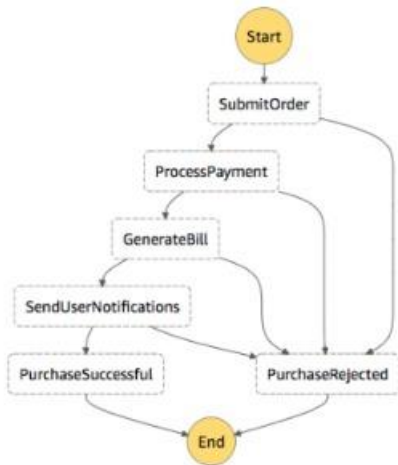 Start
SubmitOrder
ProcessPayment
GenerateBill
SendUserNotifications
PurchaseSuccessful
PurchaseRejected
End